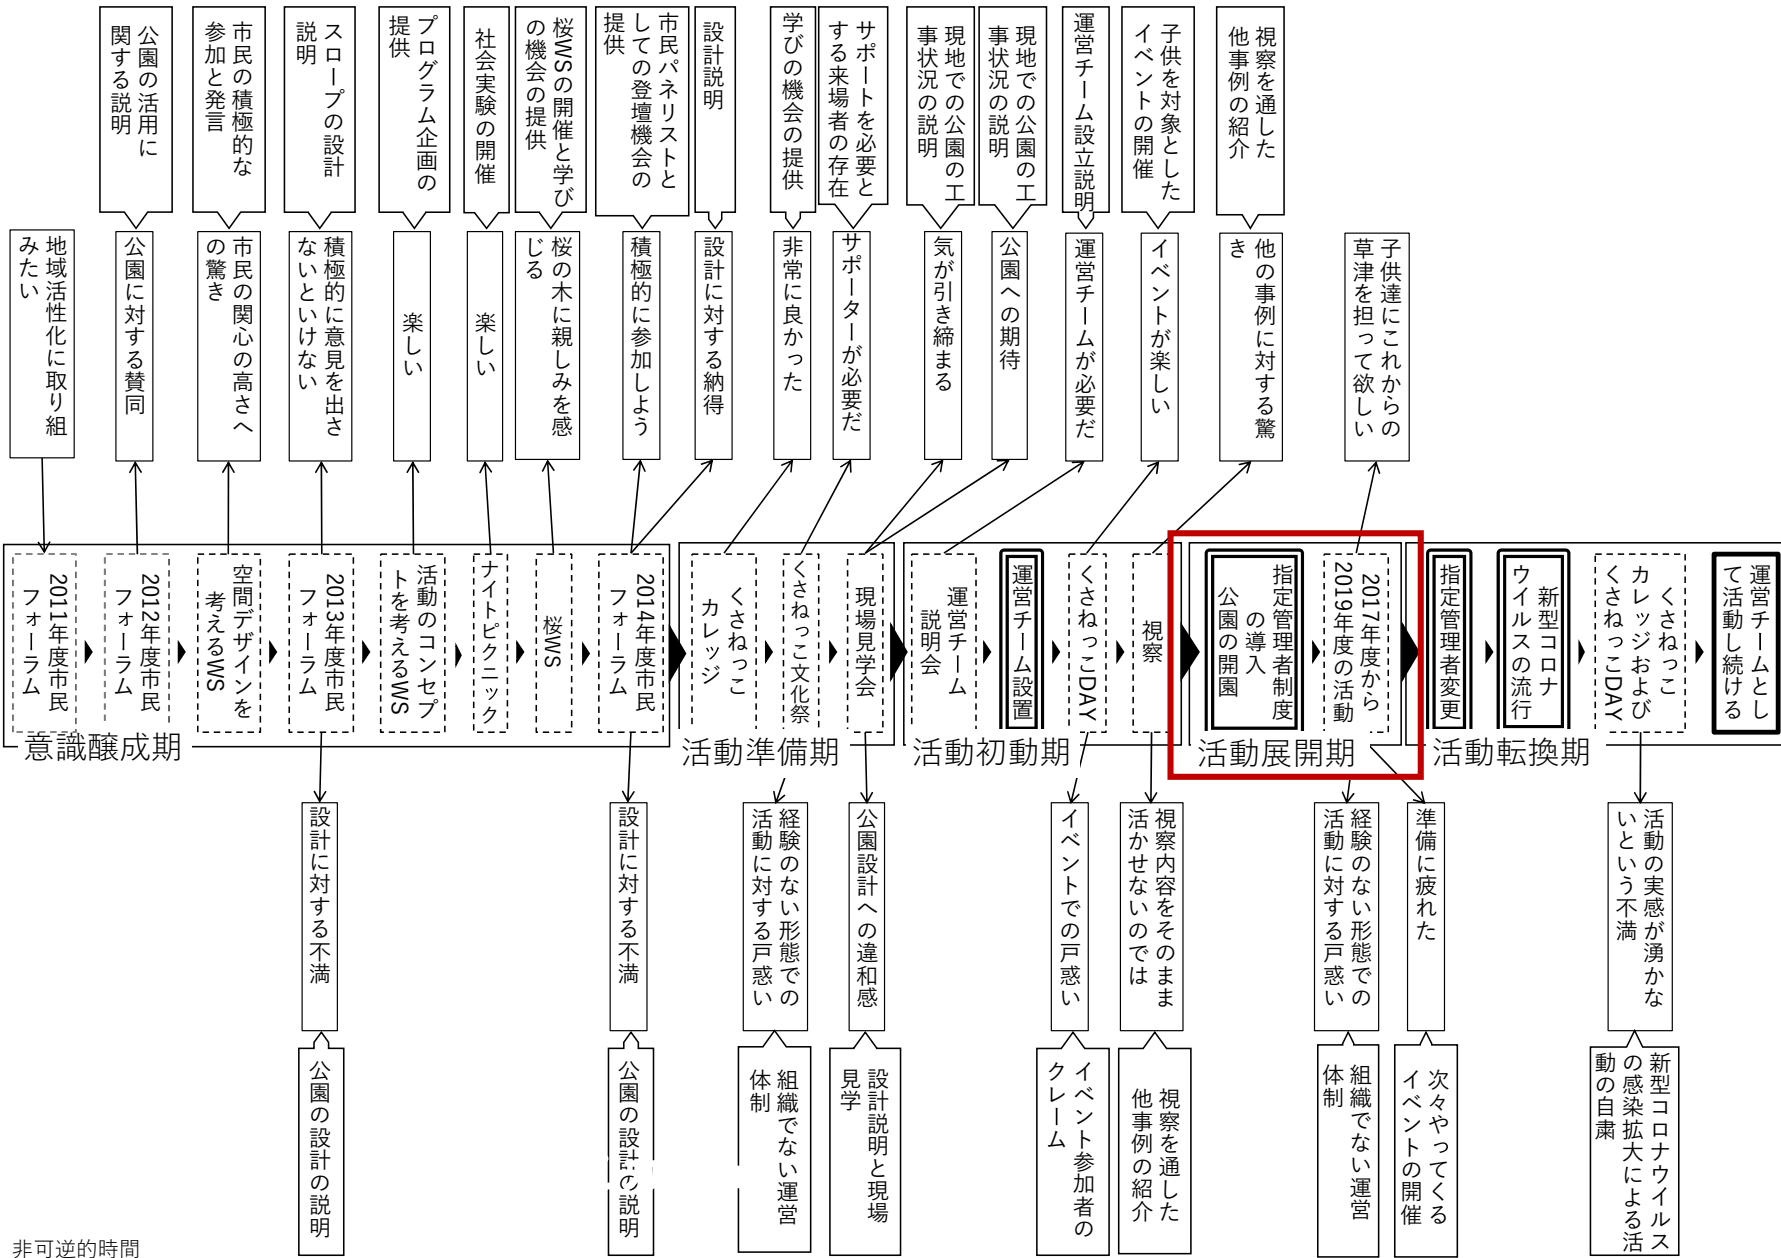 公園の活用に
関する説明
市民の積極的な
参加と発言
スロープの設計
説明
プログラム企画の
提供
社会実験の開催
桜WSの開催と学び
の機会の提供
市民パネリストと
しての登壇機会の
提供
設計説明
学びの機会の提供
サポートを必要と
する来場者の存在
現地での公園の工
事状況の説明
現地での公園の工
事状況の説明
運営チーム設立説明
子供を対象とした
イベントの開催
視察を通した
他事例の紹介
地域活性化に取り組
みたい
公園に対する賛同
市民の関心の高さへ
の驚き
積極的に意見を出さ
ないといけない
楽しい
楽しい
桜の木に親しみを感
じる
積極的に参加しよう
設計に対する納得
非常に良かった
サポーターが必要だ
気が引き締まる
公園への期待
運営チームが必要だ
イベントが楽しい
他の事例に対する驚
き
子供達にこれからの
草津を担って欲しい
2011年度市民
フォーラム
2012年度市民
フォーラム
空間デザインを
考えるWS
2013年度市民
フォーラム
活動のコンセプ
トを考えるWS
ナイトピクニック
桜WS
2014年度市民
フォーラム
くさねっこ
カレッジ
くさねっこ文化祭
現場見学会
運営チーム
説明会
運営チーム設置
くさねっこDAY
視察
指定管理者制度
の導入
公園の開園
2017年度から
2019年度の活動
指定管理者変更
新型コロナ
ウイルスの流行
くさねっこ
カレッジおよび
くさねっこDAY
運営チームとし
て活動し続ける
意識醸成期
活動準備期
活動初動期
活動展開期
活動転換期
設計に対する不満
設計に対する不満
経験のない形態での
活動に対する戸惑い
公園設計への違和感
イベントでの戸惑い
視察内容をそのまま
活かせないのでは
経験のない形態での
活動に対する戸惑い
準備に疲れた
活動の実感が湧かな
いという不満
公園の設計の説明
公園の設計の説明
組織でない運営
体制
設計説明と現場
見学
イベント参加者の
クレーム
視察を通した
他事例の紹介
組織でない運営
体制
次々やってくる
イベントの開催
新型コロナウイルス
の感染拡大による活
動の自粛
非可逆的時間